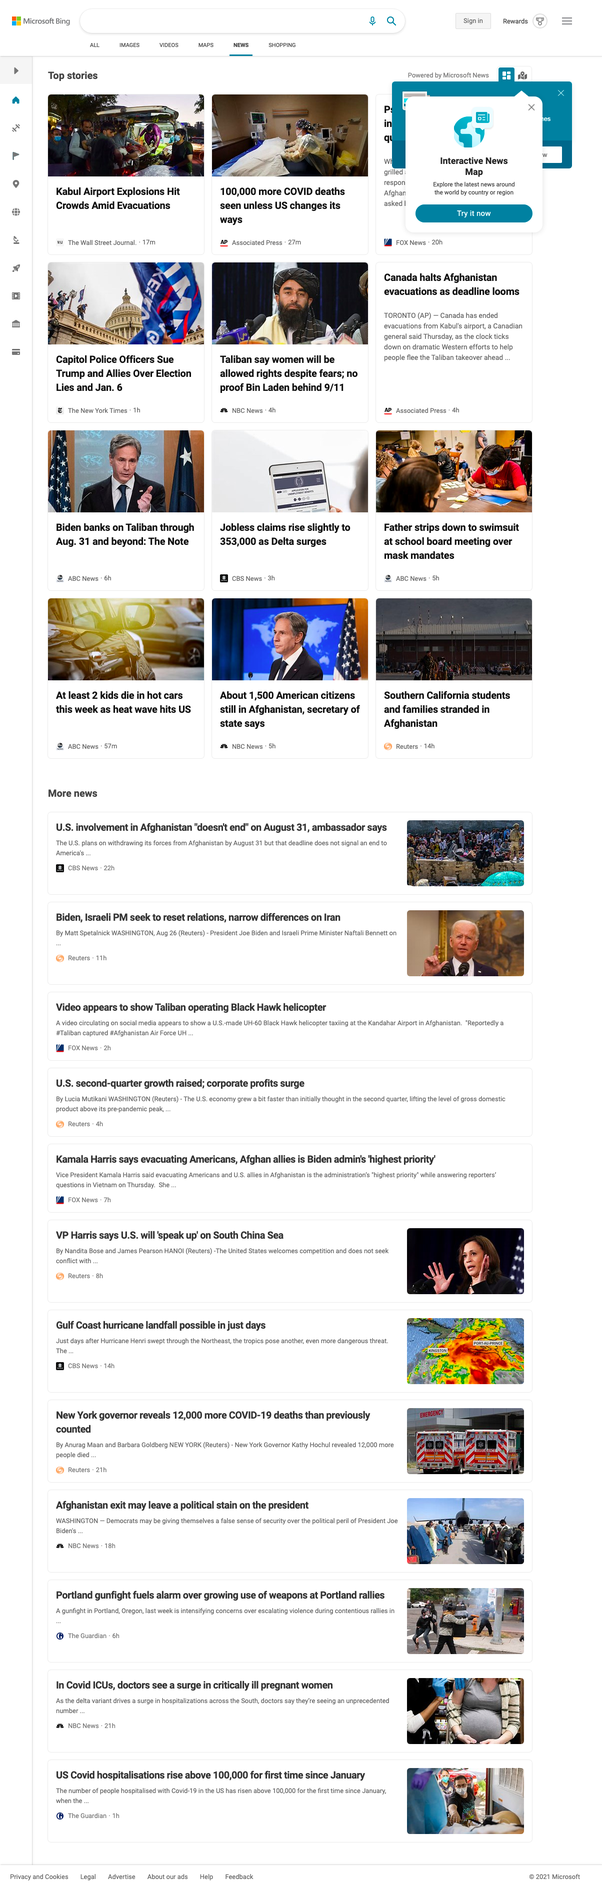 Microsoft Bing
Sign in
Rewards
ALL
IMAGES
VIDEOS
MAPS
NEWS
SHOPPING
Top stories
Powered by Microsoft News
Interactive News
Map
Explore the latest news around
the world by country or region
Try it now
Kabul Airport Explosions Hit
Crowds Amid Evacuations
The Wall Street Journal. · 17m
100,000 more COVID deaths
seen unless US changes its
ways
AP Associated Press · 27m
FOX News · 20h
Capitol Police Officers Sue
Trump and Allies Over Election
Lies and Jan. 6
The New York Times · 1h
Taliban say women will be
allowed rights despite fears; no
proof Bin Laden behind 9/11
NBC News · 4h
Canada halts Afghanistan
evacuations as deadline looms
TORONTO (AP) — Canada has ended
evacuations from Kabul's airport, a Canadian
general said Thursday, as the clock ticks
down on dramatic Western efforts to help
people flee the Taliban takeover ahead ...
AP Associated Press · 4h
Biden banks on Taliban through
Aug. 31 and beyond: The Note
ABC News · 6h
Jobless claims rise slightly to
353,000 as Delta surges
CBS News · 3h
Father strips down to swimsuit
at school board meeting over
mask mandates
ABC News · 5h
At least 2 kids die in hot cars
this week as heat wave hits US
ABC News · 57m
About 1,500 American citizens
still in Afghanistan, secretary of
state says
NBC News · 5h
Southern California students
and families stranded in
Afghanistan
Reuters · 14h
More news
U.S. involvement in Afghanistan "doesn't end" on August 31, ambassador says
The U.S. plans on withdrawing its forces from Afghanistan by August 31 but that deadline does not signal an end to
America's ...
CBS News · 22h
Biden, Israeli PM seek to reset relations, narrow differences on Iran
By Matt Spetalnick WASHINGTON, Aug 26 (Reuters) - President Joe Biden and Israeli Prime Minister Naftali Bennett on
...
Reuters · 11h
Video appears to show Taliban operating Black Hawk helicopter
A video circulating on social media appears to show a U.S.-made UH-60 Black Hawk helicopter taxiing at the Kandahar Airport in Afghanistan. "Reportedly a
#Taliban captured #Afghanistan Air Force UH ...
FOX News · 2h
U.S. second-quarter growth raised; corporate profits surge
By Lucia Mutikani WASHINGTON (Reuters) - The U.S. economy grew a bit faster than initially thought in the second quarter, lifting the level of gross domestic
product above its pre-pandemic peak, ...
Reuters · 4h
Kamala Harris says evacuating Americans, Afghan allies is Biden admin's 'highest priority'
Vice President Kamala Harris said evacuating Americans and U.S. allies in Afghanistan is the administration's "highest priority" while answering reporters'
questions in Vietnam on Thursday. She ...
FOX News · 7h
VP Harris says U.S. will 'speak up' on South China Sea
By Nandita Bose and James Pearson HANOI (Reuters) -The United States welcomes competition and does not seek
conflict with ...
Reuters · 8h
Gulf Coast hurricane landfall possible in just days
Just days after Hurricane Henri swept through the Northeast, the tropics pose another, even more dangerous threat.
The ...
CBS News · 14h
KINGSTON
PORT-AU-PRINCE
New York governor reveals 12,000 more COVID-19 deaths than previously
counted
By Anurag Maan and Barbara Goldberg NEW YORK (Reuters) - New York Governor Kathy Hochul revealed 12,000 more
people died ...
Reuters · 21h
EMERGENCY
Afghanistan exit may leave a political stain on the president
WASHINGTON — Democrats may be giving themselves a false sense of security over the political peril of President Joe
Biden's ...
NBC News · 18h
Portland gunfight fuels alarm over growing use of weapons at Portland rallies
A gunfight in Portland, Oregon, last week is intensifying concerns over escalating violence during contentious rallies in
...
The Guardian · 6h
In Covid ICUs, doctors see a surge in critically ill pregnant women
As the delta variant drives a surge in hospitalizations across the South, doctors say they're seeing an unprecedented
number ...
NBC News · 21h
US Covid hospitalisations rise above 100,000 for first time since January
The number of people hospitalised with Covid-19 in the US has risen above 100,000 for the first time since January,
when the ...
The Guardian · 1h
Privacy and Cookies
Legal
Advertise
About our ads
Help
Feedback
© 2021 Microsoft